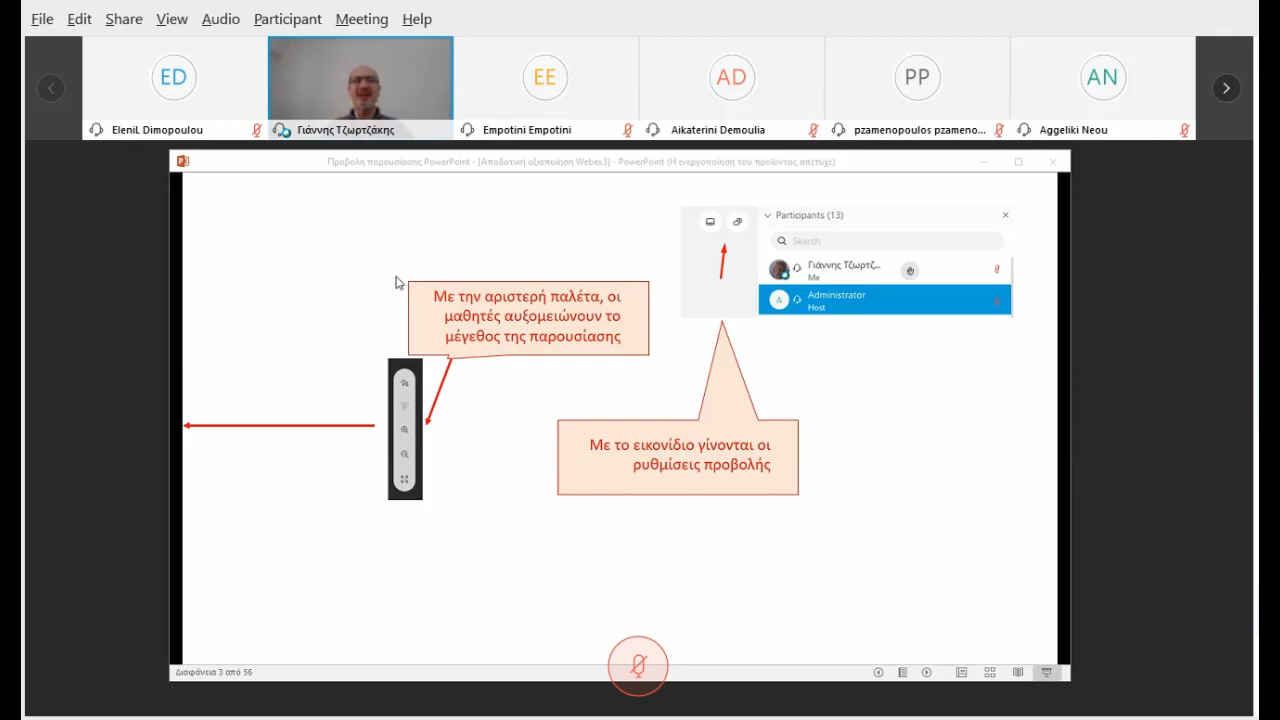 File Edit Share View Audio Participant Meeting Help
ED EE AD PP AN
EleniL Dimopoulou Γιάννης Τζωρτζάκης Empotini Empotini Aikaterini Demoulia pzamenopoulos pzameno... Aggeliki Neou
Προβολή παρουσίασης PowerPoint - [Αποδοτική αξιοποίηση Webex3] - PowerPoint (Η ενεργοποίηση του προϊόντος απέτυχε)
Participants (13)
Search
Γιάννης Τζωρτζ...
Me
A Administrator
Host
Με την αριστερή παλέτα, οι
μαθητές αυξομειώνουν το
μέγεθος της παρουσίασης
Με το εικονίδιο γίνονται οι
ρυθμίσεις προβολής
Διαφάνεια 3 από 56